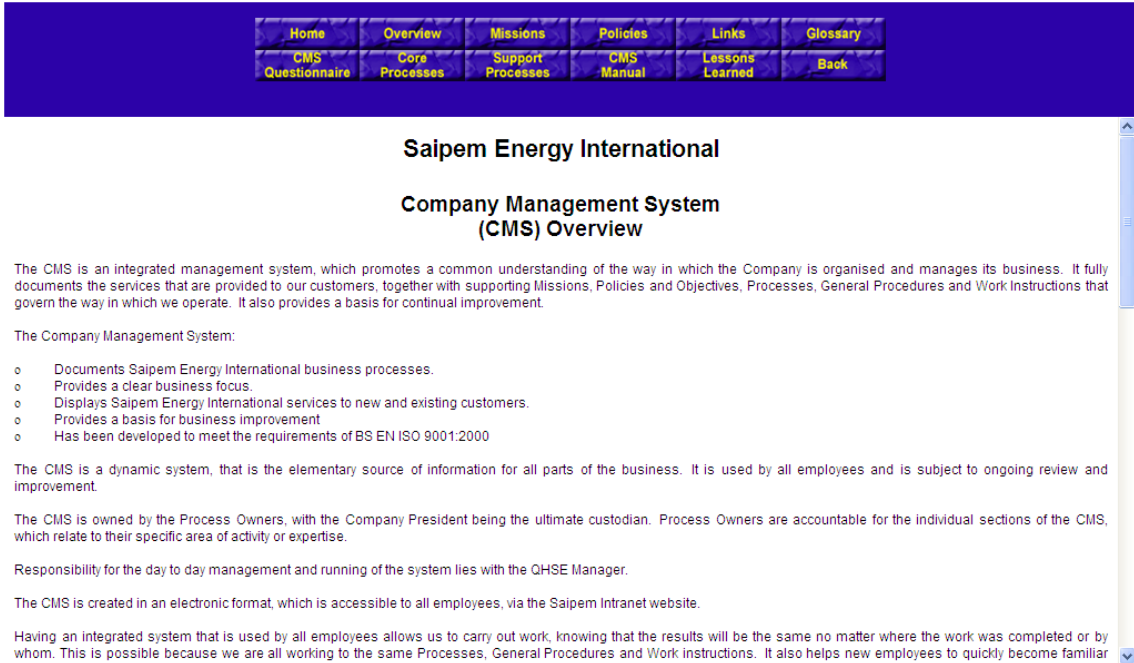 Home Overview Missions Policies Links Glossary
CMS Questionnaire Core Processes Support Processes CMS Manual Lessons Learned Back
Saipem Energy International
Company Management System
(CMS) Overview
The CMS is an integrated management system, which promotes a common understanding of the way in which the Company is organised and manages its business. It fully
documents the services that are provided to our customers, together with supporting Missions, Policies and Objectives, Processes, General Procedures and Work Instructions that
govern the way in which we operate. It also provides a basis for continual improvement.
The Company Management System:
o Documents Saipem Energy International business processes.
o Provides a clear business focus.
o Displays Saipem Energy International services to new and existing customers.
o Provides a basis for business improvement
o Has been developed to meet the requirements of BS EN ISO 9001:2000
The CMS is a dynamic system, that is the elementary source of information for all parts of the business. It is used by all employees and is subject to ongoing review and
improvement.
The CMS is owned by the Process Owners, with the Company President being the ultimate custodian. Process Owners are accountable for the individual sections of the CMS,
which relate to their specific area of activity or expertise.
Responsibility for the day to day management and running of the system lies with the QHSE Manager.
The CMS is created in an electronic format, which is accessible to all employees, via the Saipem Intranet website.
Having an integrated system that is used by all employees allows us to carry out work, knowing that the results will be the same no matter where the work was completed or by
whom. This is possible because we are all working to the same Processes, General Procedures and Work instructions. It also helps new employees to quickly become familiar